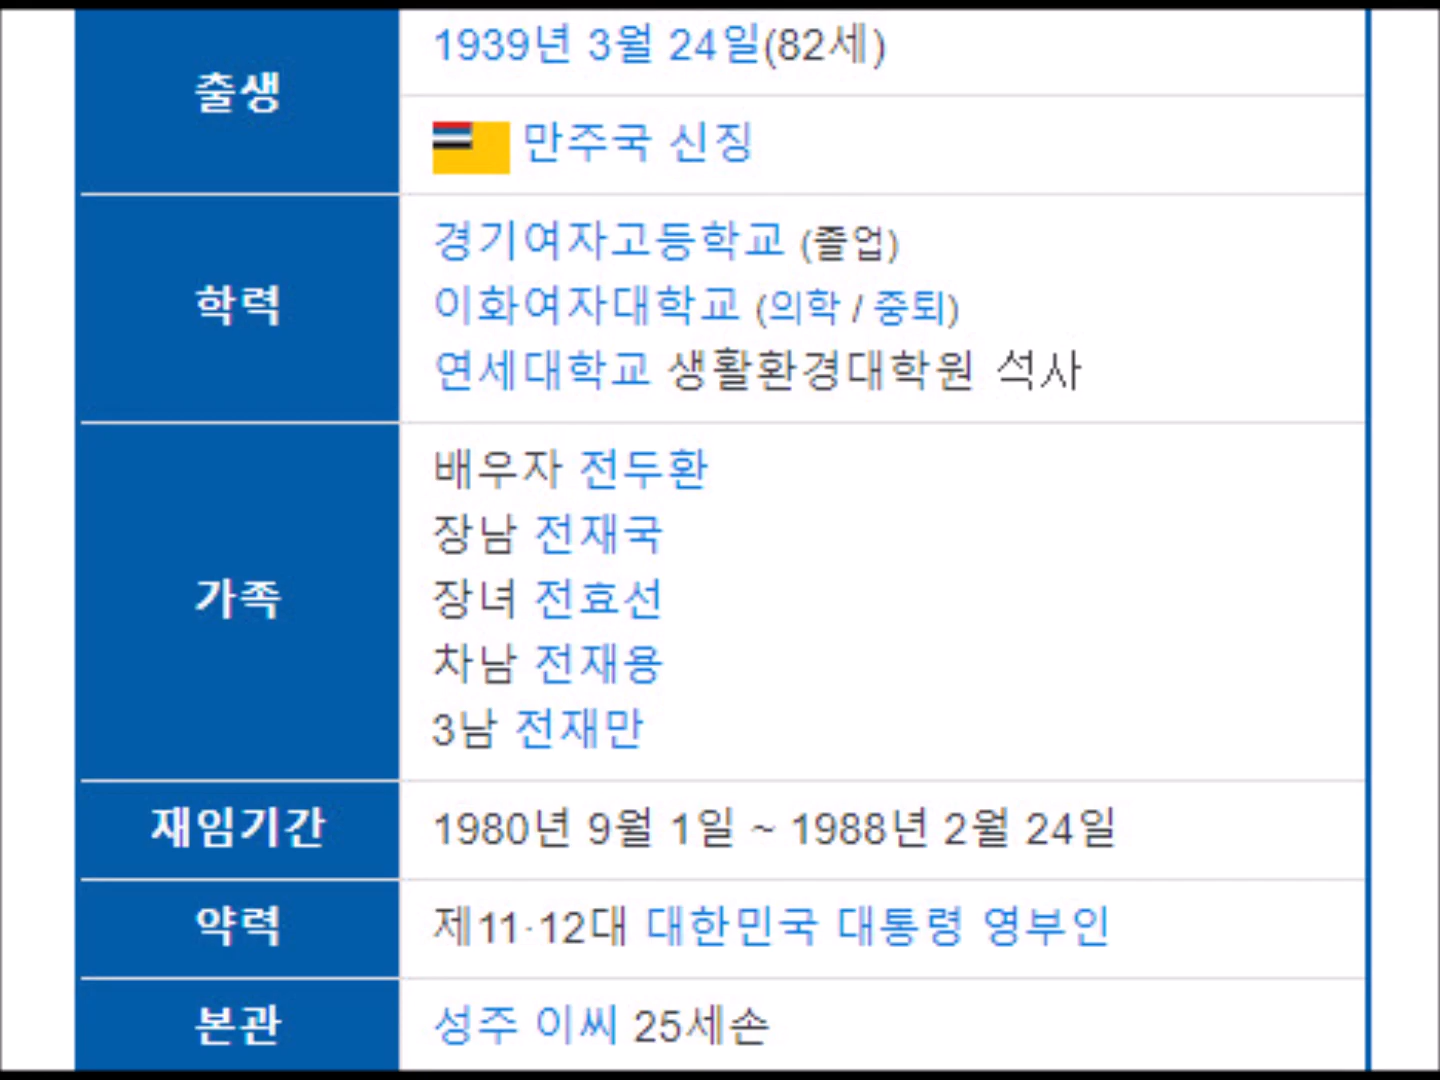 출생
1939년 3월 24일(82세)
만주국 신징
학력
경기여자고등학교 (졸업)
이화여자대학교 (의학 / 중퇴)
연세대학교 생활환경대학원 석사
가족
배우자 전두환
장남 전재국
장녀 전효선
차남 전재용
3남 전재만
재임기간
1980년 9월 1일 ~ 1988년 2월 24일
약력
제11·12대 대한민국 대통령 영부인
본관
성주 이씨 25세손